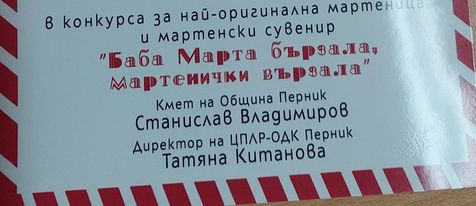 в конкурса за най-оригинална мартеница
и мартенски сувенир
"Баба Марта бързала,
мартенички вързала"
Кмет на Община Перник
Станислав Владимиров
Директор на ЦПЛР-ОДК Перник
Татяна Китанова